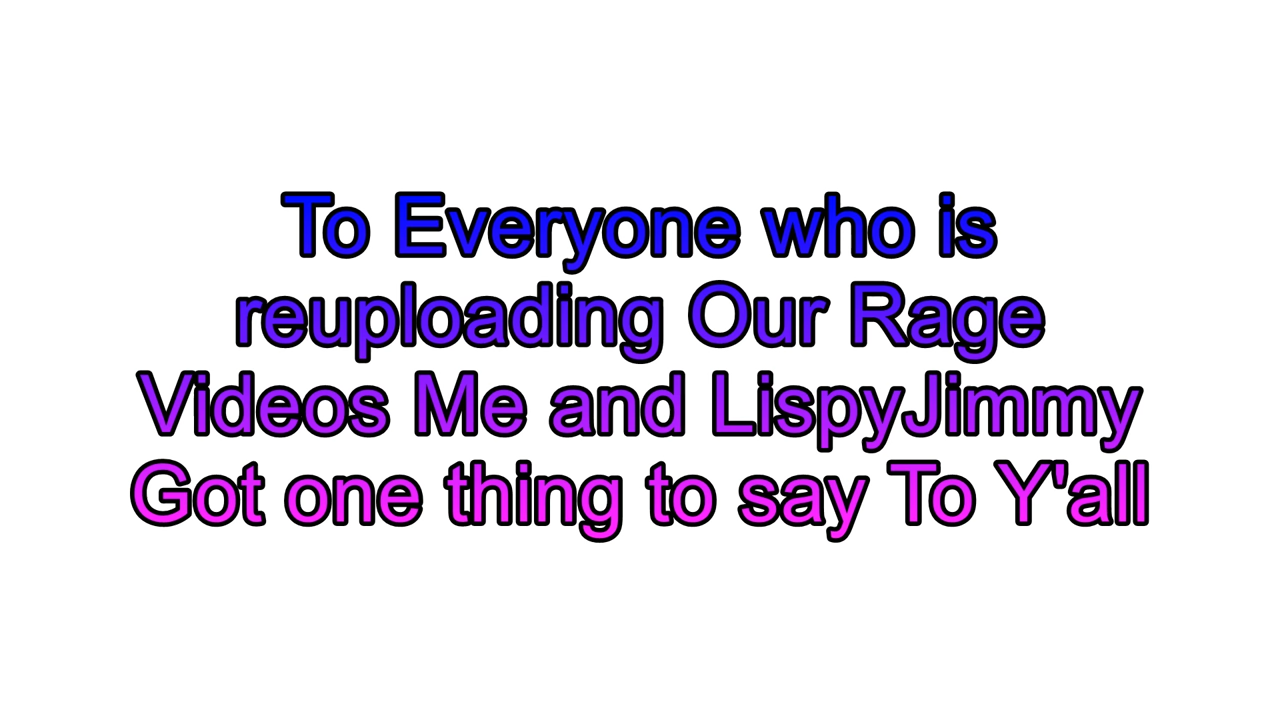 To Everyone who is
reuploading Our Rage
Videos Me and LispyJimmy
Got one thing to say To Y'all